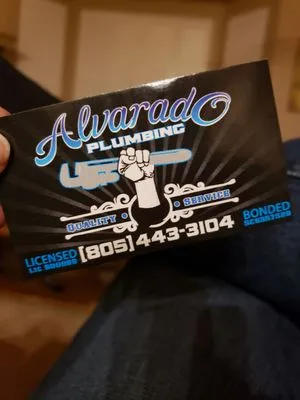 Alvarado
PLUMBING
QUALITY • SERVICE
[805] 443-3104
LICENSED
BONDED